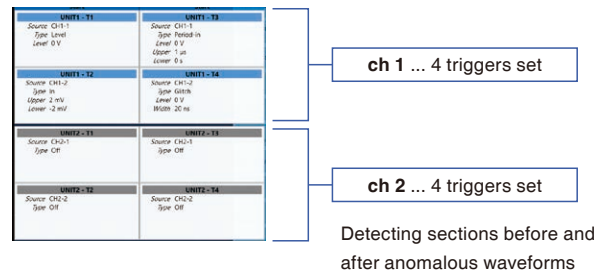 UNIT1 - T1
Source CH1-1
Type Level
Level 0 V
UNIT1 - T3
Source CH1-1
Type Period-In
Level 0 V
Upper 1 us
Lower 0 s
UNIT1 - T2
Source CH1-2
Type In
Upper 2 mV
Lower -2 mV
UNIT1 - T4
Source CH1-2
Type Glitch
Level 0 V
Width 20 ns
ch 1 ... 4 triggers set
UNIT2 - T1
Source CH2-1
Type Off
UNIT2 - T3
Source CH2-1
Type Off
UNIT2 - T2
Source CH2-2
Type Off
UNIT2 - T4
Source CH2-2
Type Off
ch 2 ... 4 triggers set
Detecting sections before and
after anomalous waveforms